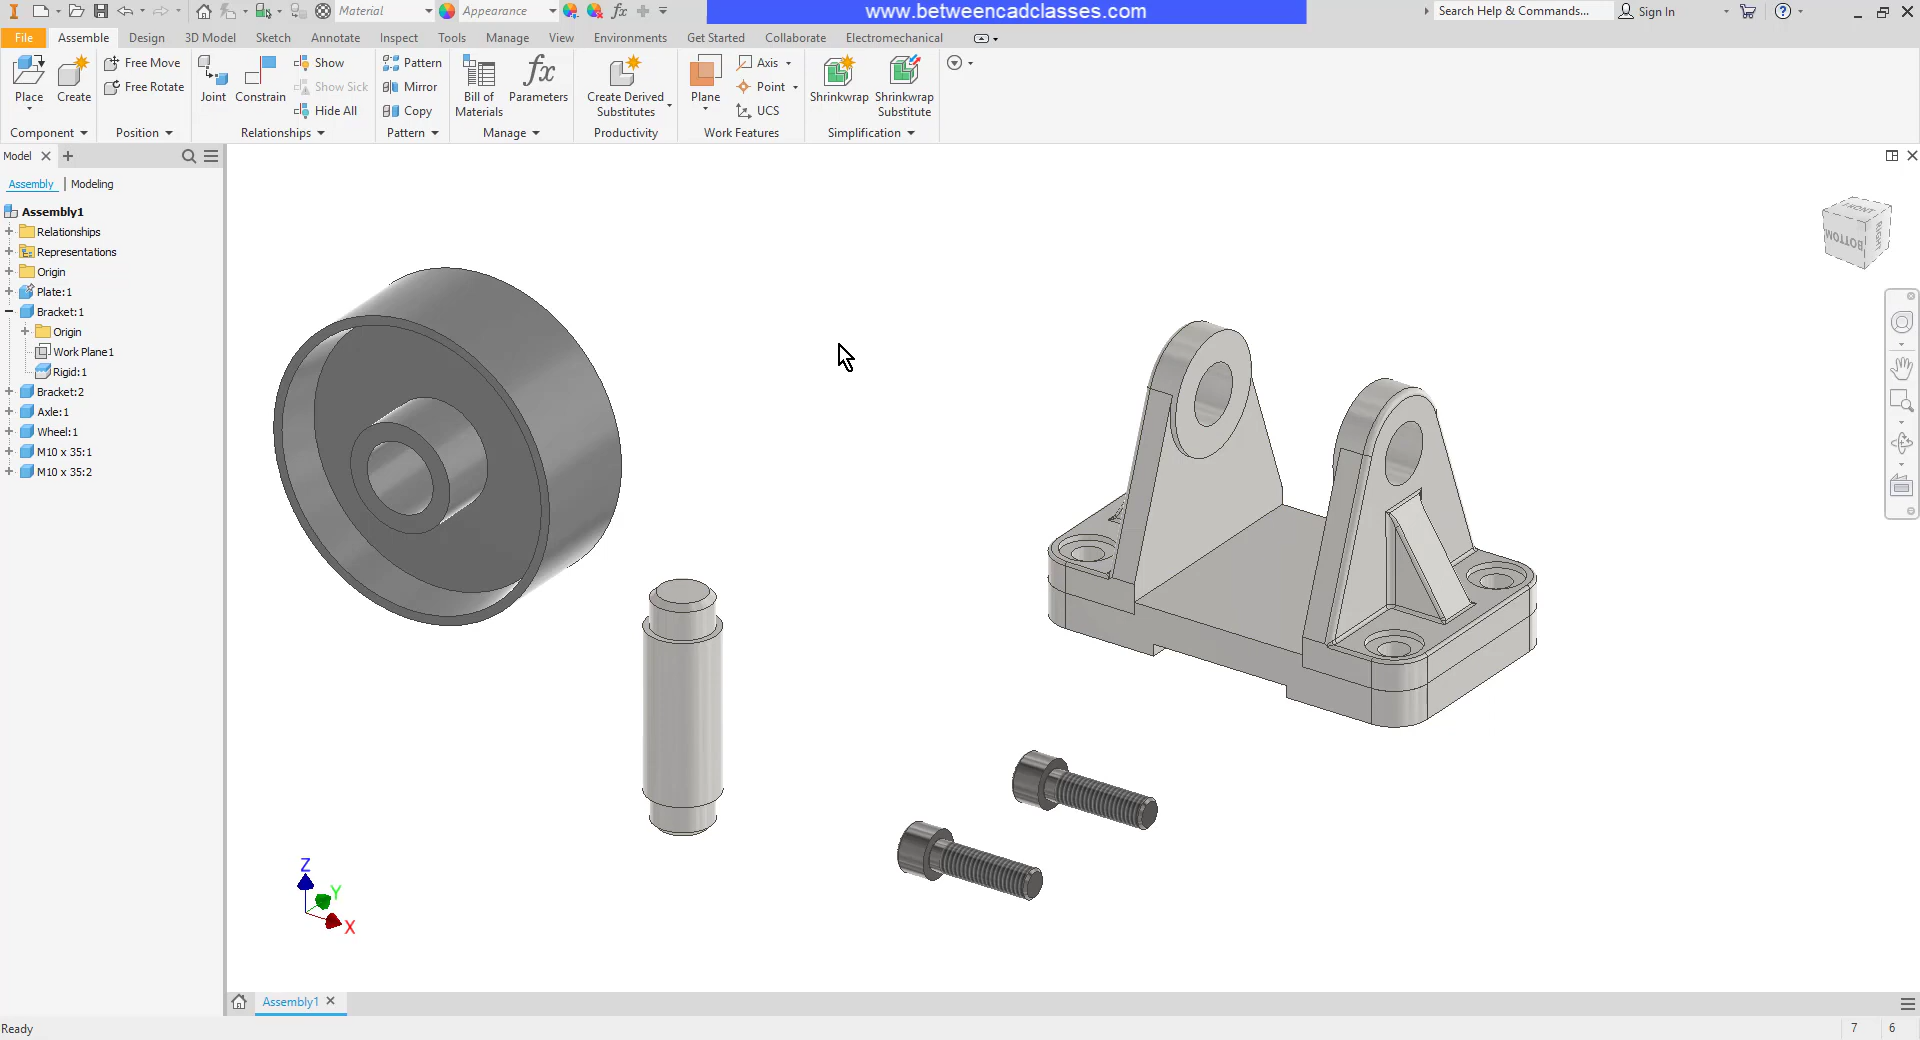 Material
Appearance
fx
www.betweencadclasses.com
Search Help & Commands...
Sign In
File
Assemble
Design
3D Model
Sketch
Annotate
Inspect
Tools
Manage
View
Environments
Get Started
Collaborate
Electromechanical
Place
Create
Free Move
Free Rotate
Joint
Constrain
Show
Show Sick
Hide All
Pattern
Mirror
Copy
Bill of
Materials
fx
Parameters
Create Derived
Substitutes
Plane
Axis
Point
UCS
Shrinkwrap
Shrinkwrap
Substitute
Component
Position
Relationships
Pattern
Manage
Productivity
Work Features
Simplification
Model
Assembly
Modeling
Assembly1
Relationships
Representations
Origin
Plate:1
Bracket:1
Origin
Work Plane1
Rigid:1
Bracket:2
Axle:1
Wheel:1
M10 x 35:1
M10 x 35:2
FRONT
BOTTOM
RIGHT
Z
Y
X
Assembly1
Ready
7
6